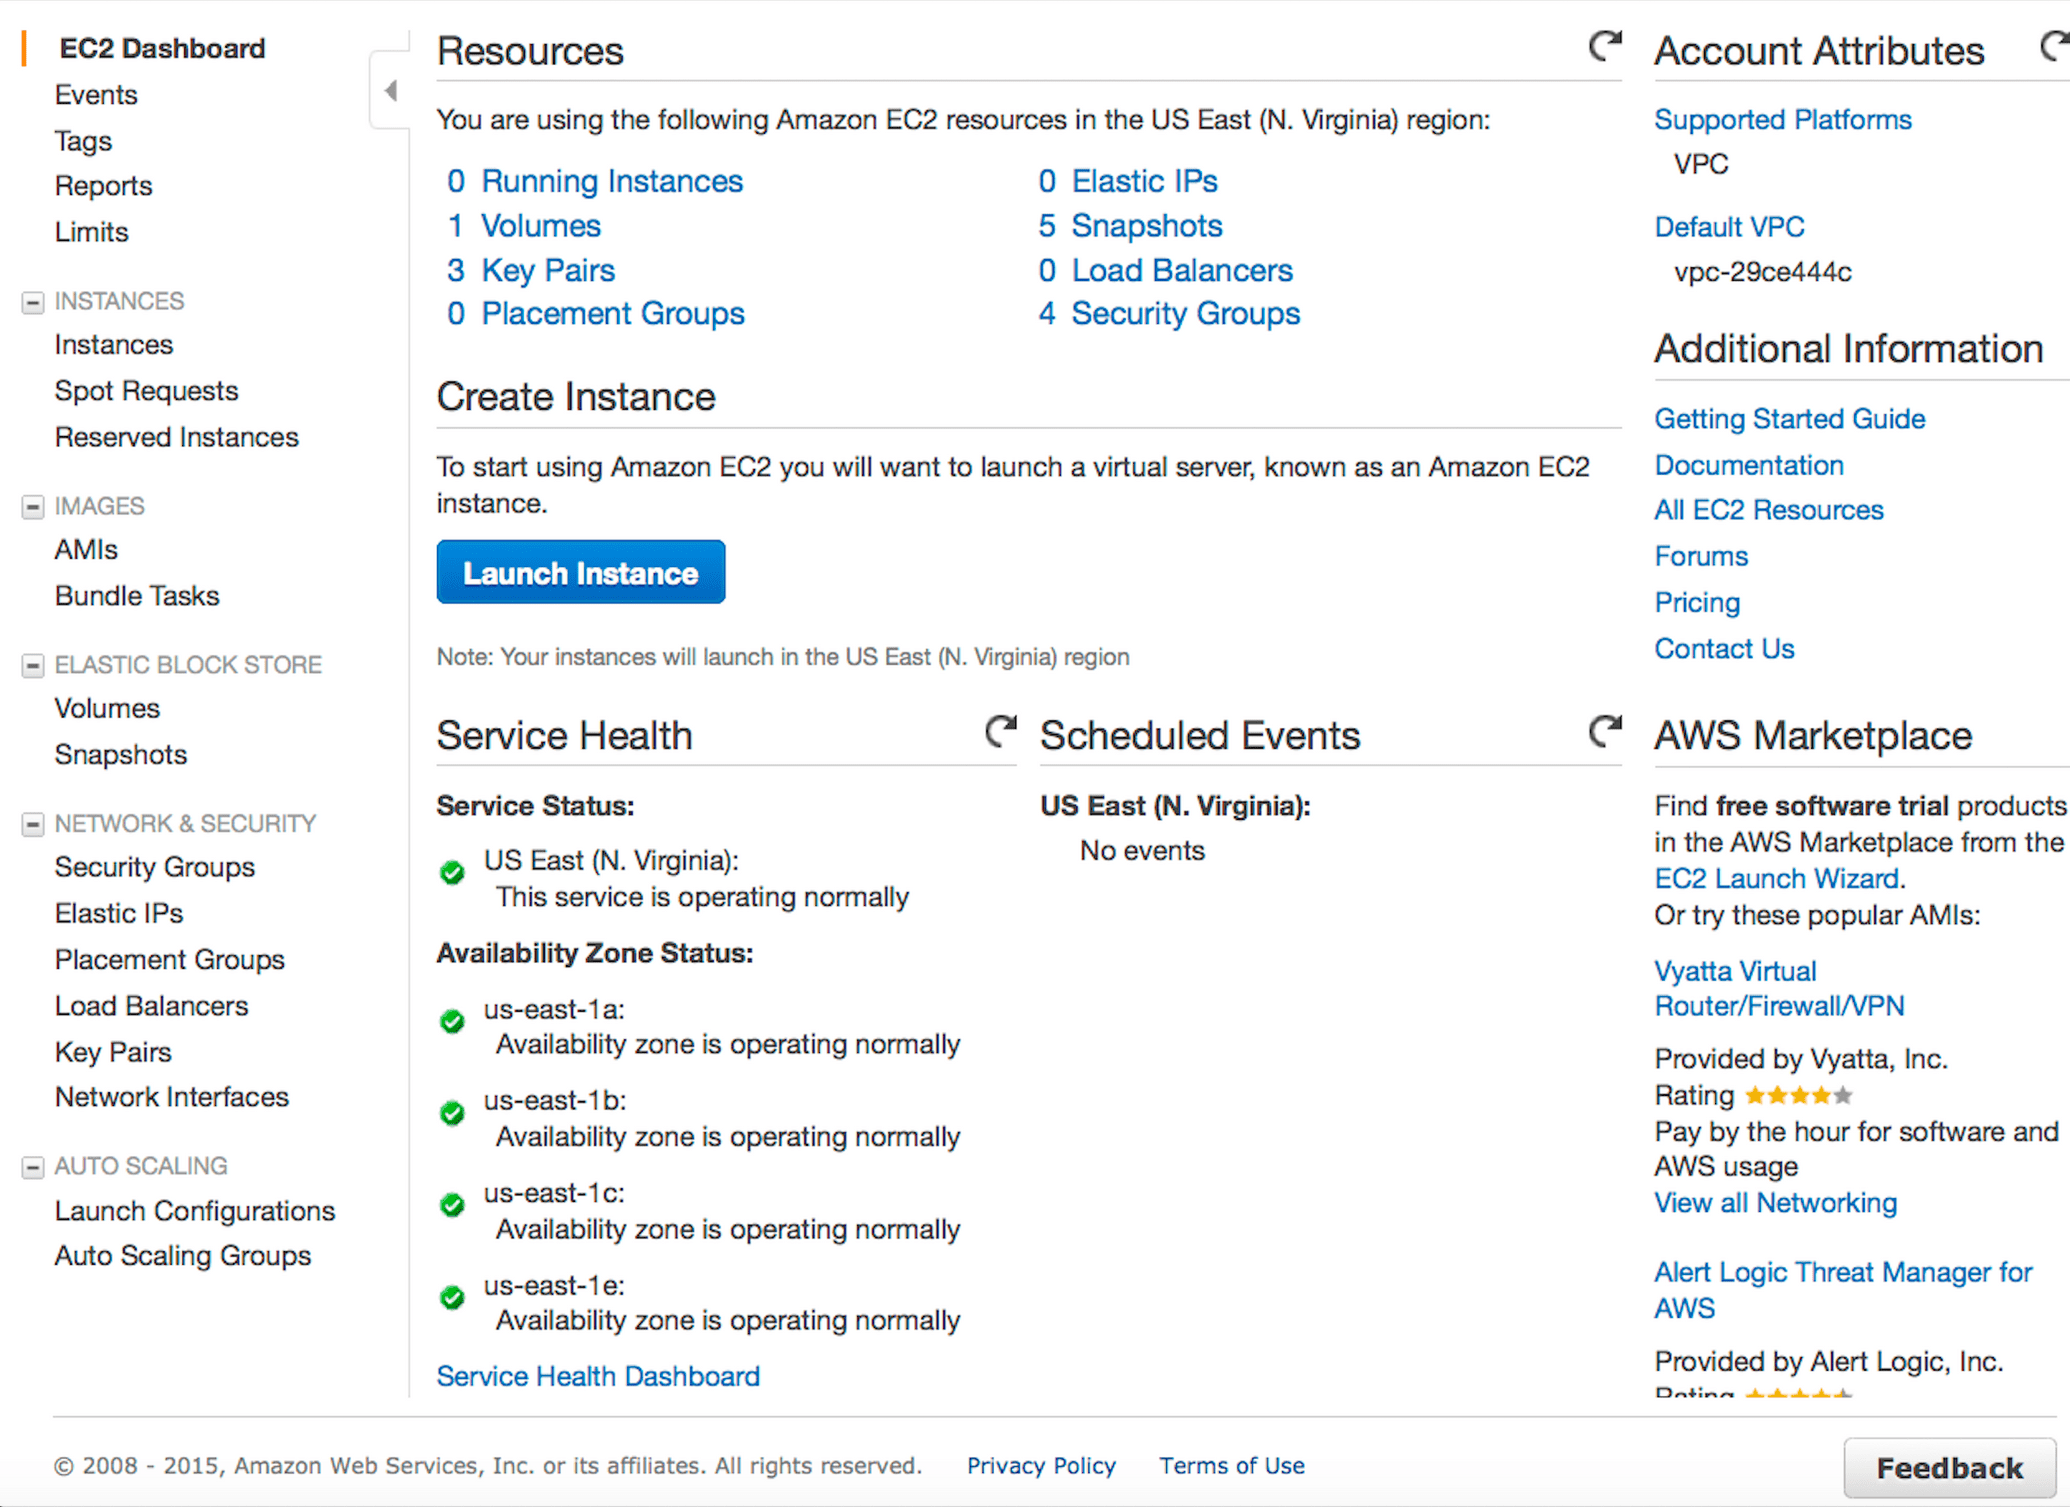 EC2 Dashboard
Events
Tags
Reports
Limits
INSTANCES
Instances
Spot Requests
Reserved Instances
IMAGES
AMIs
Bundle Tasks
ELASTIC BLOCK STORE
Volumes
Snapshots
NETWORK & SECURITY
Security Groups
Elastic IPs
Placement Groups
Load Balancers
Key Pairs
Network Interfaces
AUTO SCALING
Launch Configurations
Auto Scaling Groups
Resources
You are using the following Amazon EC2 resources in the US East (N. Virginia) region:
0 Running Instances
0 Elastic IPs
1 Volumes
5 Snapshots
3 Key Pairs
0 Load Balancers
0 Placement Groups
4 Security Groups
Create Instance
To start using Amazon EC2 you will want to launch a virtual server, known as an Amazon EC2
instance.
Launch Instance
Note: Your instances will launch in the US East (N. Virginia) region
Service Health
Service Status:
US East (N. Virginia):
This service is operating normally
Availability Zone Status:
us-east-1a:
Availability zone is operating normally
us-east-1b:
Availability zone is operating normally
us-east-1c:
Availability zone is operating normally
us-east-1e:
Availability zone is operating normally
Service Health Dashboard
Scheduled Events
US East (N. Virginia):
No events
Account Attributes
Supported Platforms
VPC
Default VPC
vpc-29ce444c
Additional Information
Getting Started Guide
Documentation
All EC2 Resources
Forums
Pricing
Contact Us
AWS Marketplace
Find free software trial products
in the AWS Marketplace from the
EC2 Launch Wizard.
Or try these popular AMIs:
Vyatta Virtual
Router/Firewall/VPN
Provided by Vyatta, Inc.
Rating
Pay by the hour for software and
AWS usage
View all Networking
Alert Logic Threat Manager for
AWS
Provided by Alert Logic, Inc.
Rating
© 2008 - 2015, Amazon Web Services, Inc. or its affiliates. All rights reserved.
Privacy Policy
Terms of Use
Feedback